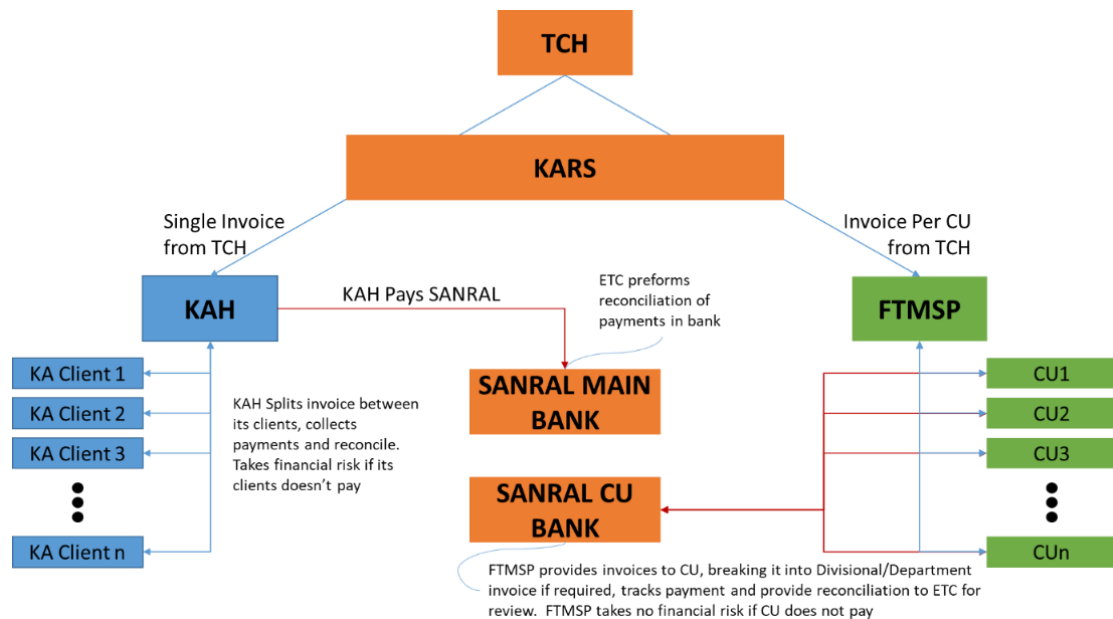 TCH
KARS
Single Invoice
from TCH
Invoice Per CU
from TCH
KAH
KAH Pays SANRAL
ETC preforms
reconciliation of
payments in bank
FTMSP
KA Client 1
KA Client 2
KA Client 3
KA Client n
KAH Splits invoice between
its clients, collects
payments and reconcile.
Takes financial risk if its
clients doesn’t pay
SANRAL MAIN
BANK
SANRAL CU
BANK
CU1
CU2
CU3
CUn
FTMSP provides invoices to CU, breaking it into Divisional/Department
invoice if required, tracks payment and provide reconciliation to ETC for
review. FTMSP takes no financial risk if CU does not pay